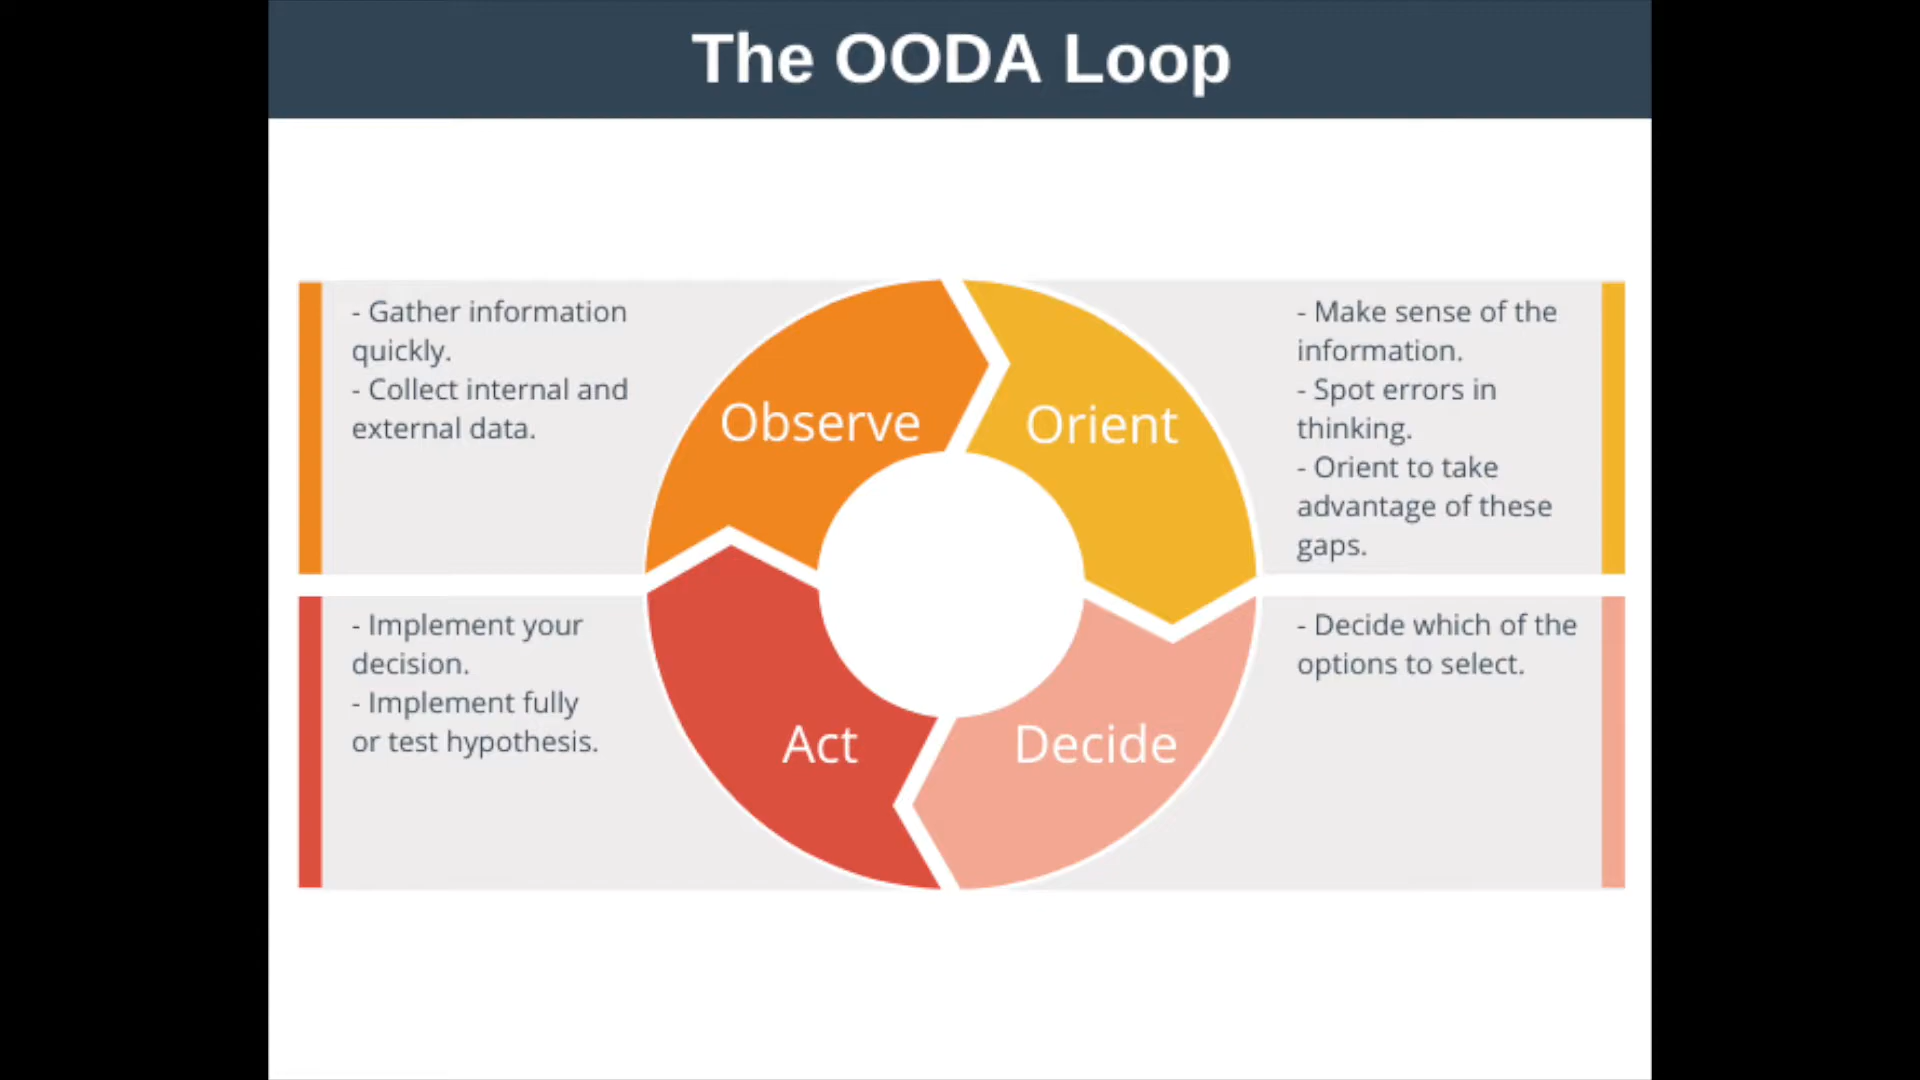 The OODA Loop
- Gather information
quickly.
- Collect internal and
external data.
Observe
Orient
- Make sense of the
information.
- Spot errors in
thinking.
- Orient to take
advantage of these
gaps.
- Implement your
decision.
- Implement fully
or test hypothesis.
Act
Decide
- Decide which of the
options to select.